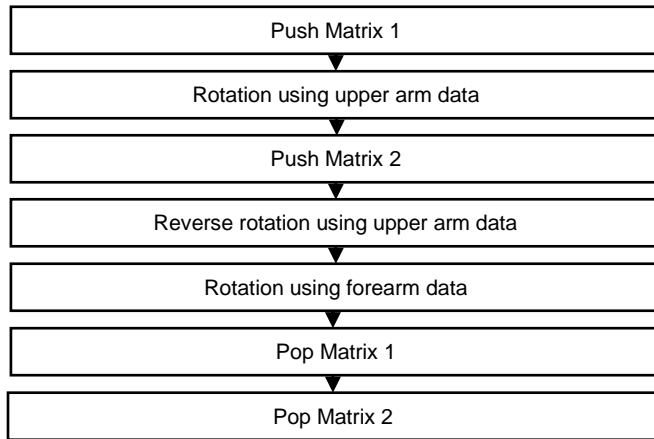 Push Matrix 1
Rotation using upper arm data
Push Matrix 2
Reverse rotation using upper arm data
Rotation using forearm data
Pop Matrix 1
Pop Matrix 2